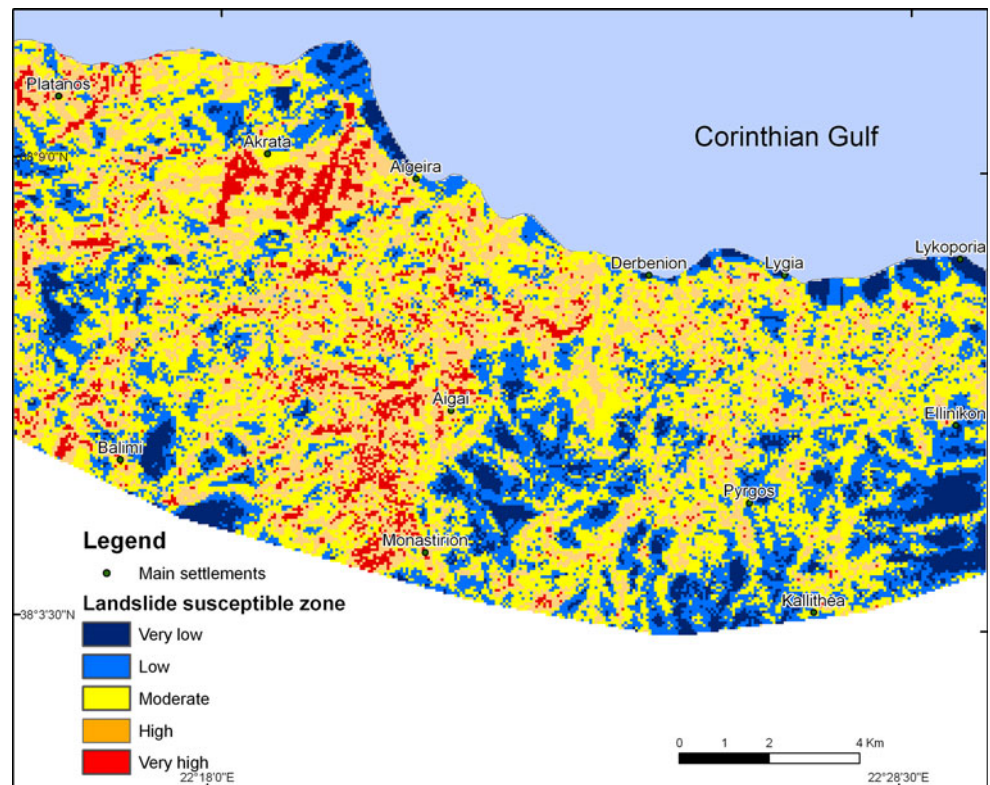 Platanos
Akrata
38°9'0"N
Aigeira
Corinthian Gulf
Derbenion
Lygia
Lykoporia
Aigai
Ellinikon
Balimi
Pyrgos
Monastirion
Kallithea
38°3'30"N
Legend
Main settlements
Landslide susceptible zone
Very low
Low
Moderate
High
Very high
0 1 2 4 Km
22°18'0"E
22°28'30"E